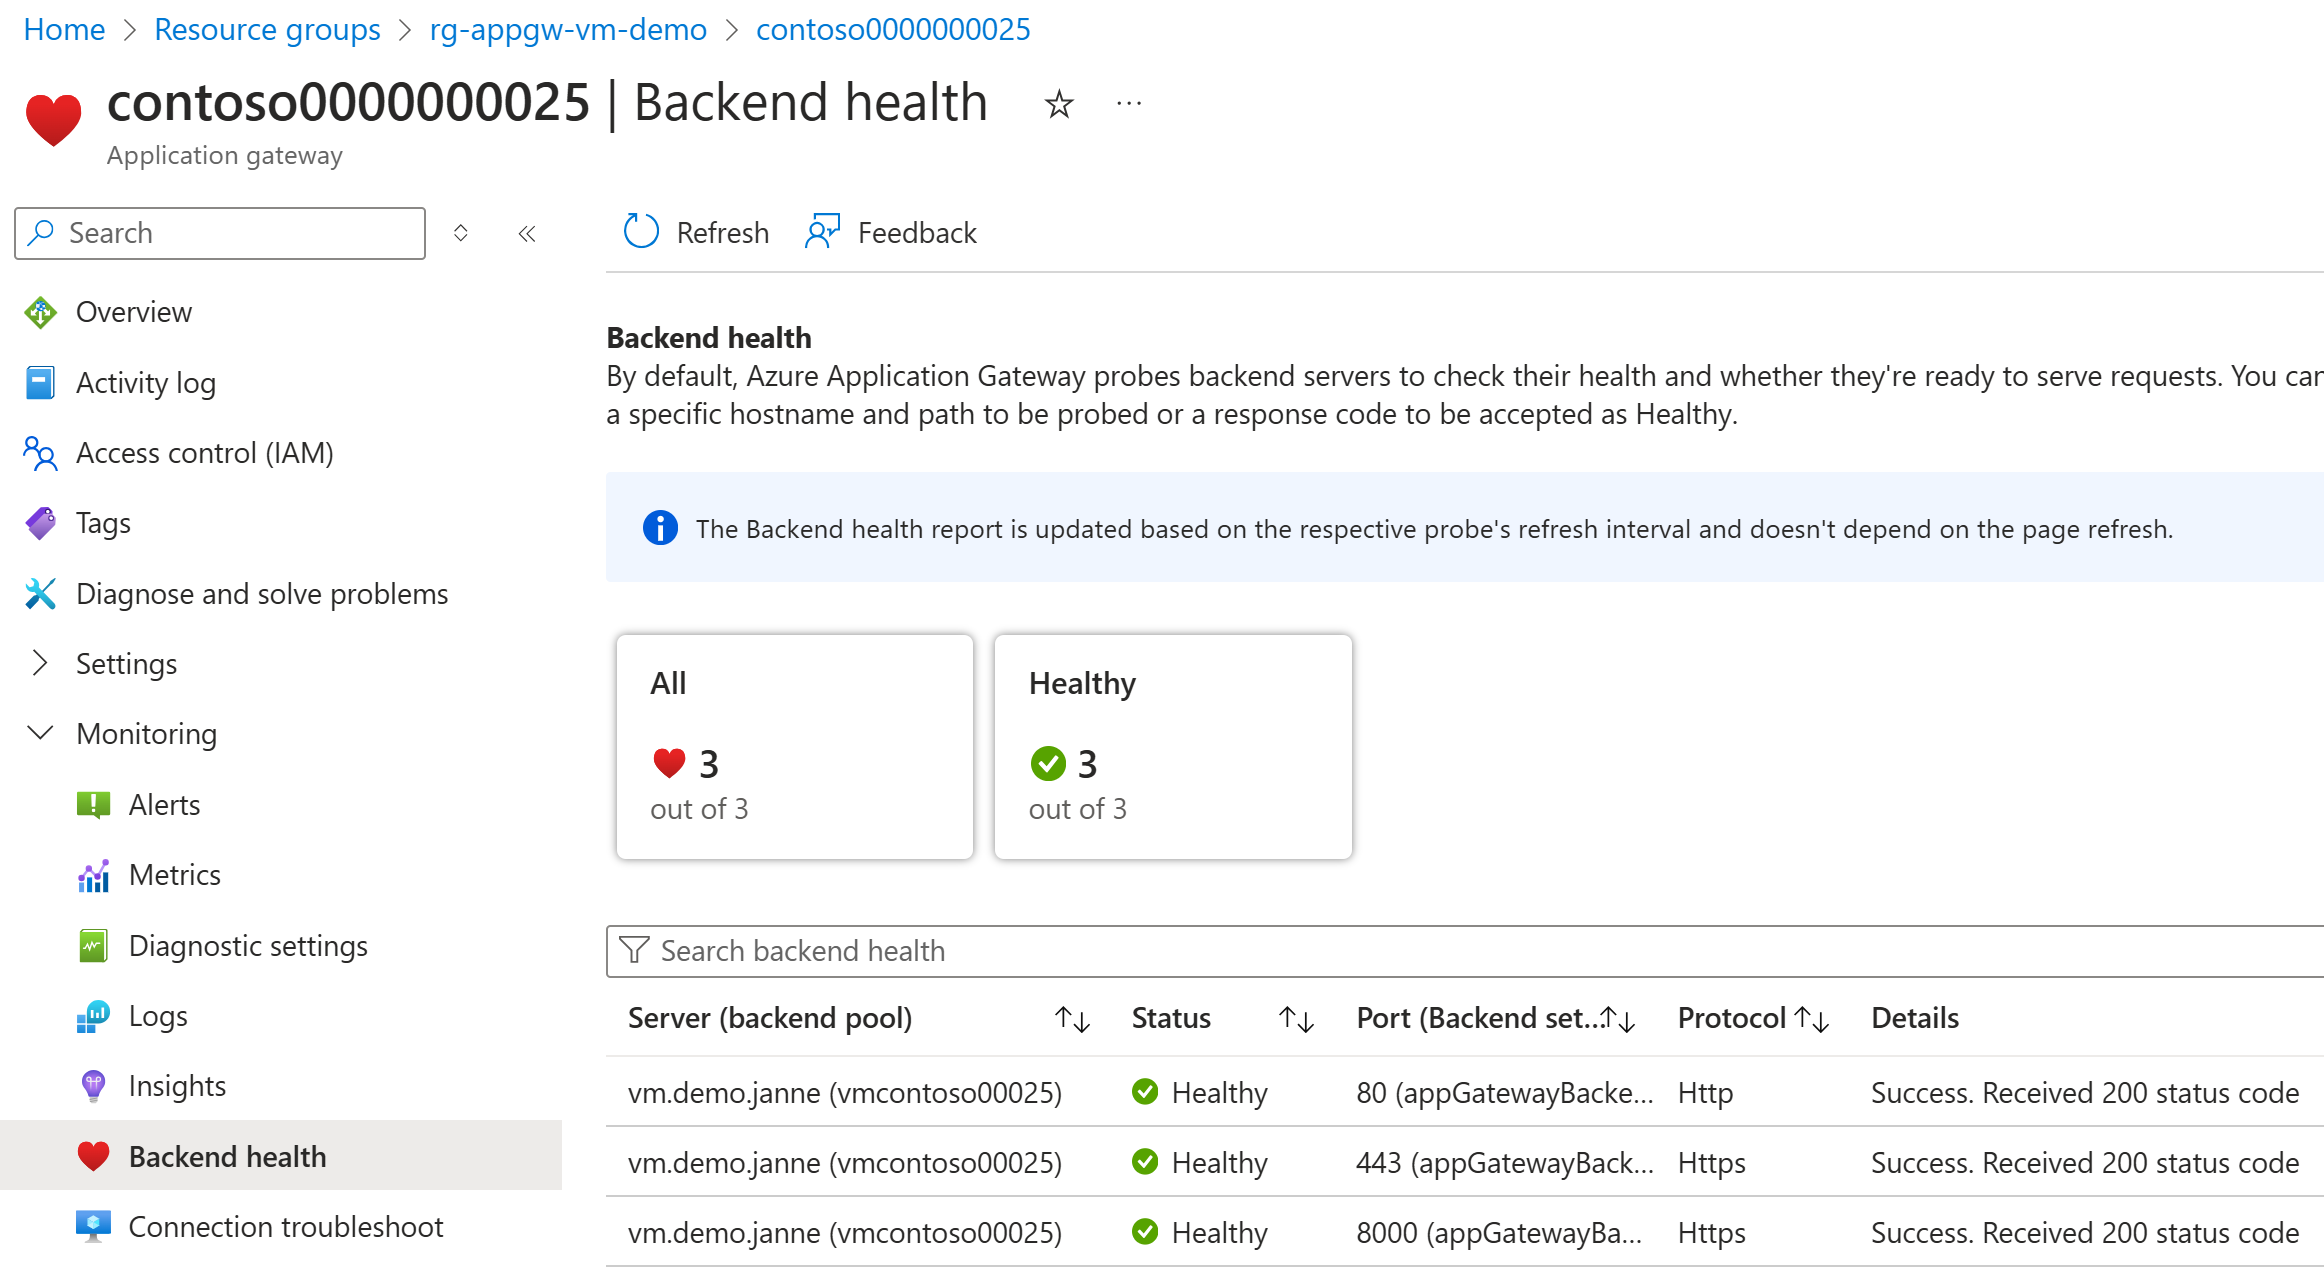 Home > Resource groups > rg-appgw-vm-demo > contoso0000000025
contoso0000000025 | Backend health
Application gateway
Search
Refresh Feedback
Overview
Activity log
Access control (IAM)
Tags
Diagnose and solve problems
Settings
Monitoring
Alerts
Metrics
Diagnostic settings
Logs
Insights
Backend health
Connection troubleshoot
Backend health
By default, Azure Application Gateway probes backend servers to check their health and whether they're ready to serve requests. You can
a specific hostname and path to be probed or a response code to be accepted as Healthy.
The Backend health report is updated based on the respective probe's refresh interval and doesn't depend on the page refresh.
All
3
out of 3
Healthy
3
out of 3
Search backend health
Server (backend pool) Status Port (Backend set... Protocol Details
vm.demo.janne (vmcontoso00025) Healthy 80 (appGatewayBacke... Http Success. Received 200 status code
vm.demo.janne (vmcontoso00025) Healthy 443 (appGatewayBack... Https Success. Received 200 status code
vm.demo.janne (vmcontoso00025) Healthy 8000 (appGatewayBa... Https Success. Received 200 status code